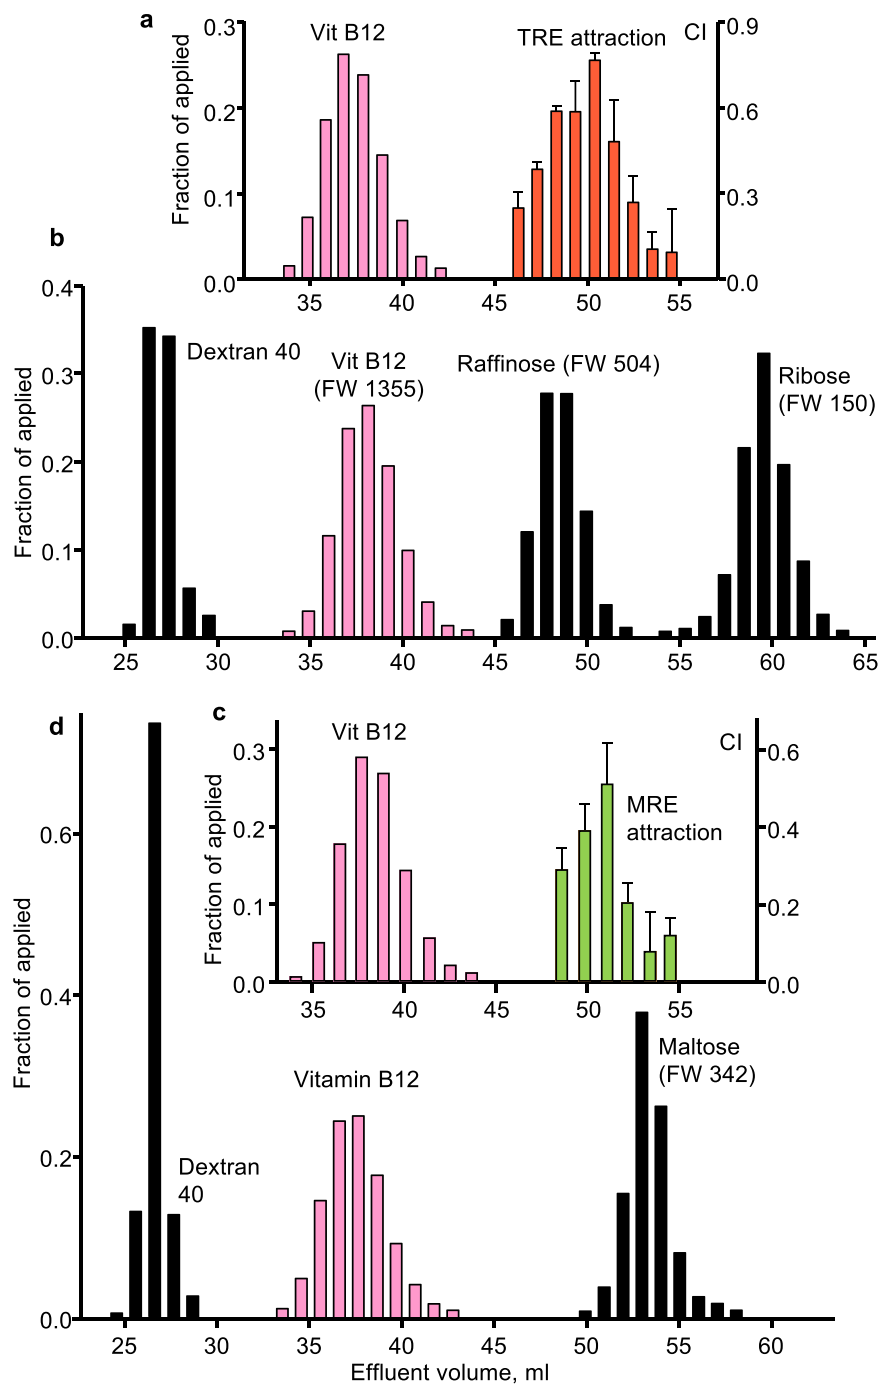 a
Vit B12
TRE attraction
CI
Fraction of applied
0.3
0.2
0.1
0.0
0.9
0.6
0.3
0.0
35 40 45 50 55
b
Fraction of applied
0.4
0.3
0.2
0.1
0.0
Dextran 40
Vit B12
(FW 1355)
Raffinose (FW 504)
Ribose
(FW 150)
25 30 35 40 45 50 55 60 65
d
c
Vit B12
CI
MRE
attraction
Fraction of applied
0.3
0.2
0.1
0.0
0.6
0.4
0.2
0.0
35 40 45 50 55
Fraction of applied
0.6
0.4
0.2
0.0
Dextran
40
Vitamin B12
Maltose
(FW 342)
25 30 35 40 45 50 55 60
Effluent volume, ml